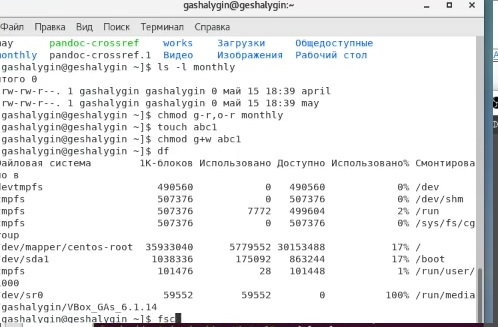 gashalygin@geshalygin:~
Файл Правка Вид Поиск Терминал Справка
may pandoc-crossref works Загрузки Общедоступные
monthly pandoc-crossref.1 Видео Изображения Рабочий стол
gashalygin@geshalygin ~]$ ls -l monthly
итого 0
rw-rw-r--. 1 gashalygin gashalygin 0 май 15 18:39 april
rw-rw-r--. 1 gashalygin gashalygin 0 май 15 18:39 may
gashalygin@geshalygin ~]$ chmod g-r,o-r monthly
gashalygin@geshalygin ~]$ touch abc1
gashalygin@geshalygin ~]$ chmod g+w abc1
gashalygin@geshalygin ~]$ df
Файловая система 1K-блоков Использовано Доступно Использовано% Смонтирова
но в
devtmpfs 490560 0 490560 0% /dev
tmpfs 507376 0 507376 0% /dev/shm
tmpfs 507376 7772 499604 2% /run
tmpfs 507376 0 507376 0% /sys/fs/cg
roup
/dev/mapper/centos-root 35933040 5779552 30153488 17% /
/dev/sda1 1038336 175092 863244 17% /boot
tmpfs 101476 28 101448 1% /run/user/
1000
/dev/sr0 59552 59552 0 100% /run/media
gashalygin/VBox_GAs_6.1.14
gashalygin@geshalygin ~]$ fsc